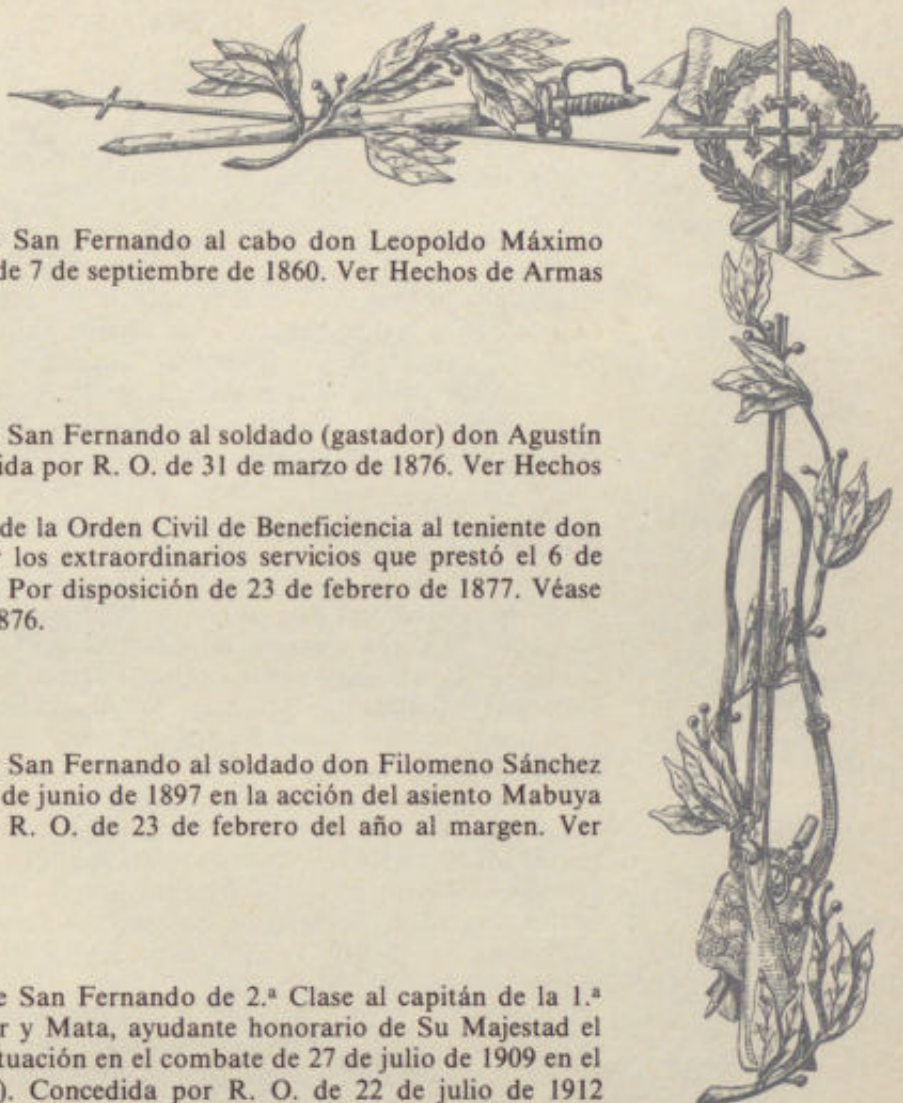 San Fernando al cabo don Leopoldo Máximo
de 7 de septiembre de 1860. Ver Hechos de Armas
San Fernando al soldado (gastador) don Agustín
ida por R. O. de 31 de marzo de 1876. Ver Hechos
de la Orden Civil de Beneficiencia al teniente don
los extraordinarios servicios que prestó el 6 de
Por disposición de 23 de febrero de 1877. Véase
876.
San Fernando al soldado don Filomeno Sánchez
de junio de 1897 en la acción del asiento Mabuya
R. O. de 23 de febrero del año al margen. Ver
San Fernando de 2.ª Clase al capitán de la 1.ª
r y Mata, ayudante honorario de Su Majestad el
tuación en el combate de 27 de julio de 1909 en el
). Concedida por R. O. de 22 de julio de 1912